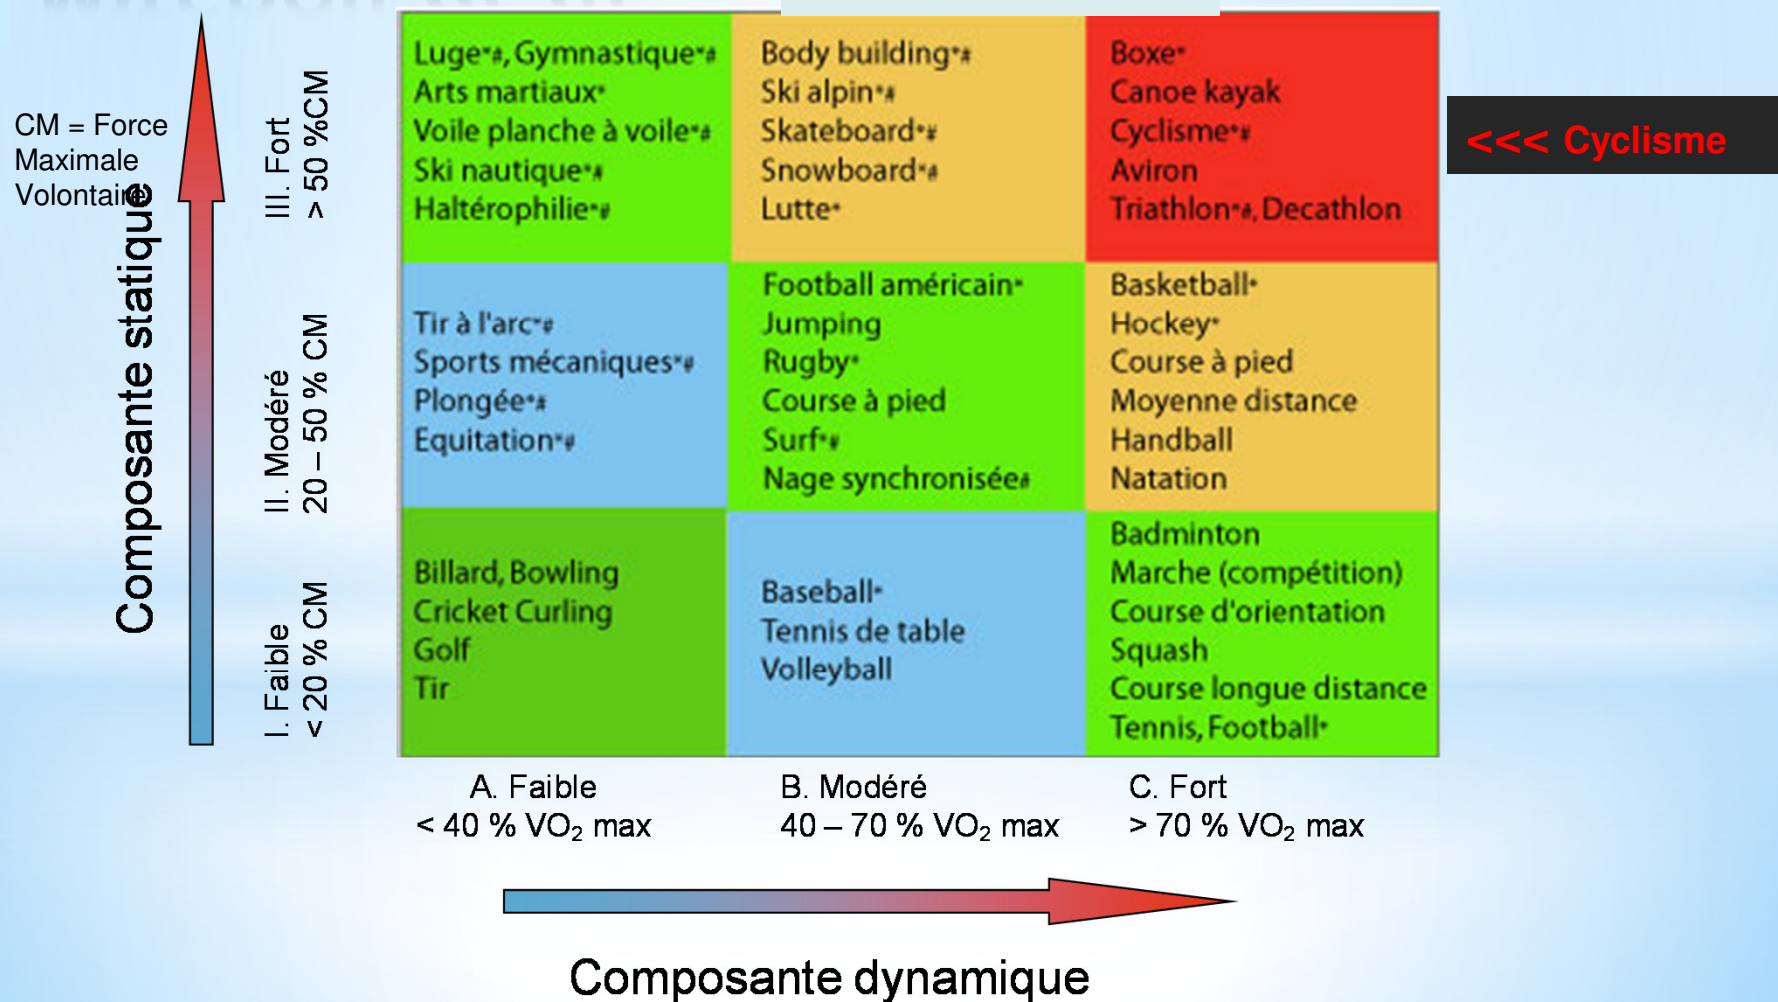 CM = Force
Maximale
Volontaire
Composante statique
III. Fort
> 50 %CM
II. Modéré
20 – 50 % CM
I. Faible
< 20 % CM
Luge*#, Gymnastique*#
Arts martiaux*
Voile planche à voile*#
Ski nautique*#
Haltérophilie*#
Body building*#
Ski alpin*#
Skateboard*#
Snowboard*#
Lutte*
Boxe*
Canoe kayak
Cyclisme*#
Aviron
Triathlon*#, Decathlon
<<< Cyclisme
Tir à l'arc*#
Sports mécaniques*#
Plongée*#
Equitation*#
Football américain*
Jumping
Rugby*
Course à pied
Surf*#
Nage synchronisée#
Basketball*
Hockey*
Course à pied
Moyenne distance
Handball
Natation
Billard, Bowling
Cricket Curling
Golf
Tir
Baseball*
Tennis de table
Volleyball
Badminton
Marche (compétition)
Course d'orientation
Squash
Course longue distance
Tennis, Football*
A. Faible
< 40 % VO₂ max
B. Modéré
40 – 70 % VO₂ max
C. Fort
> 70 % VO₂ max
Composante dynamique